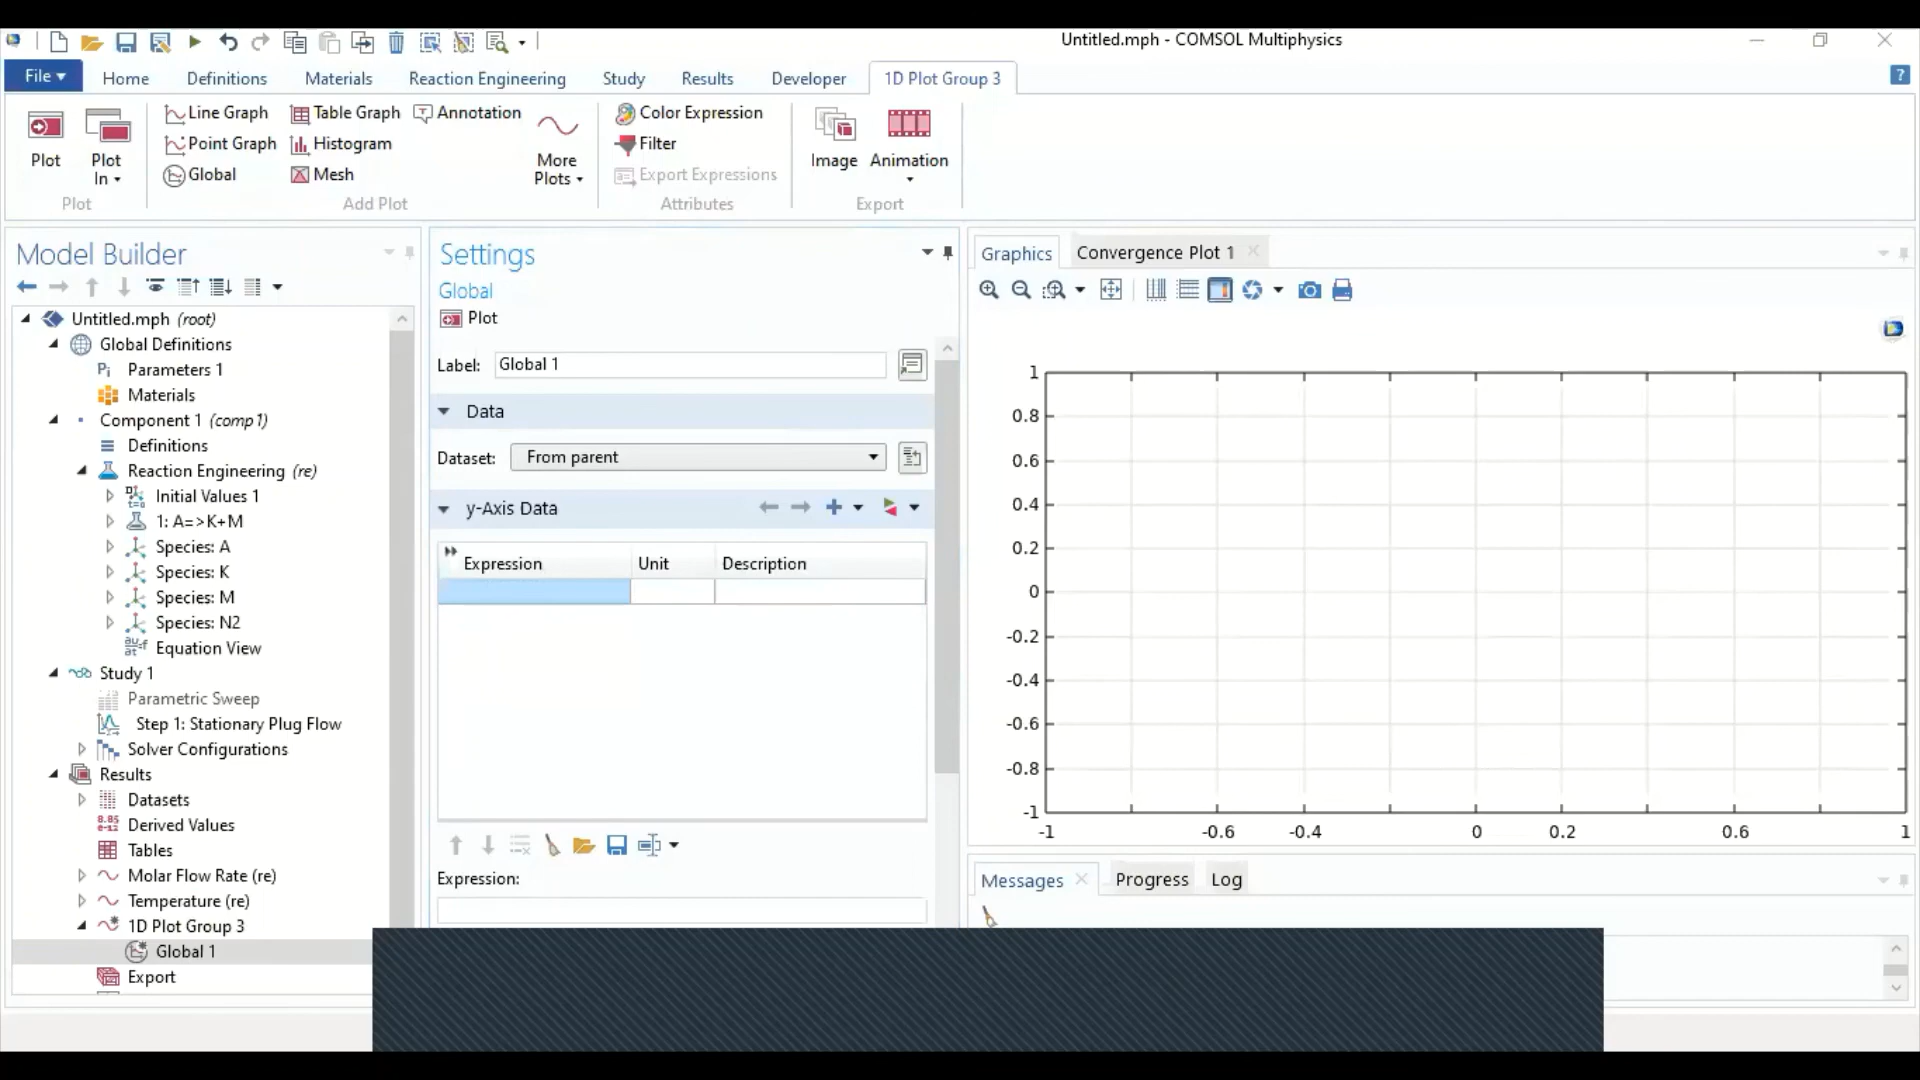 Untitled.mph - COMSOL Multiphysics
File Home Definitions Materials Reaction Engineering Study Results Developer 1D Plot Group 3
?
Plot
Plot In
Line Graph
Point Graph
Global
Table Graph
Histogram
Mesh
Annotation
More Plots
Color Expression
Filter
Export Expressions
Image
Animation
Plot Add Plot Attributes Export
Model Builder
Untitled.mph (root)
Global Definitions
Pi Parameters 1
Materials
Component 1 (comp1)
Definitions
Reaction Engineering (re)
Initial Values 1
1: A=>K+M
Species: A
Species: K
Species: M
Species: N2
Equation View
Study 1
Parametric Sweep
Step 1: Stationary Plug Flow
Solver Configurations
Results
Datasets
8.85 e-12 Derived Values
Tables
Molar Flow Rate (re)
Temperature (re)
1D Plot Group 3
Global 1
Export
Settings
Global
Plot
Label: Global 1
Data
Dataset: From parent
y-Axis Data
Expression Unit Description
Expression:
Graphics Convergence Plot 1
1
0.8
0.6
0.4
0.2
0
-0.2
-0.4
-0.6
-0.8
-1
-1 -0.6 -0.4 0 0.2 0.6 1
Messages Progress Log